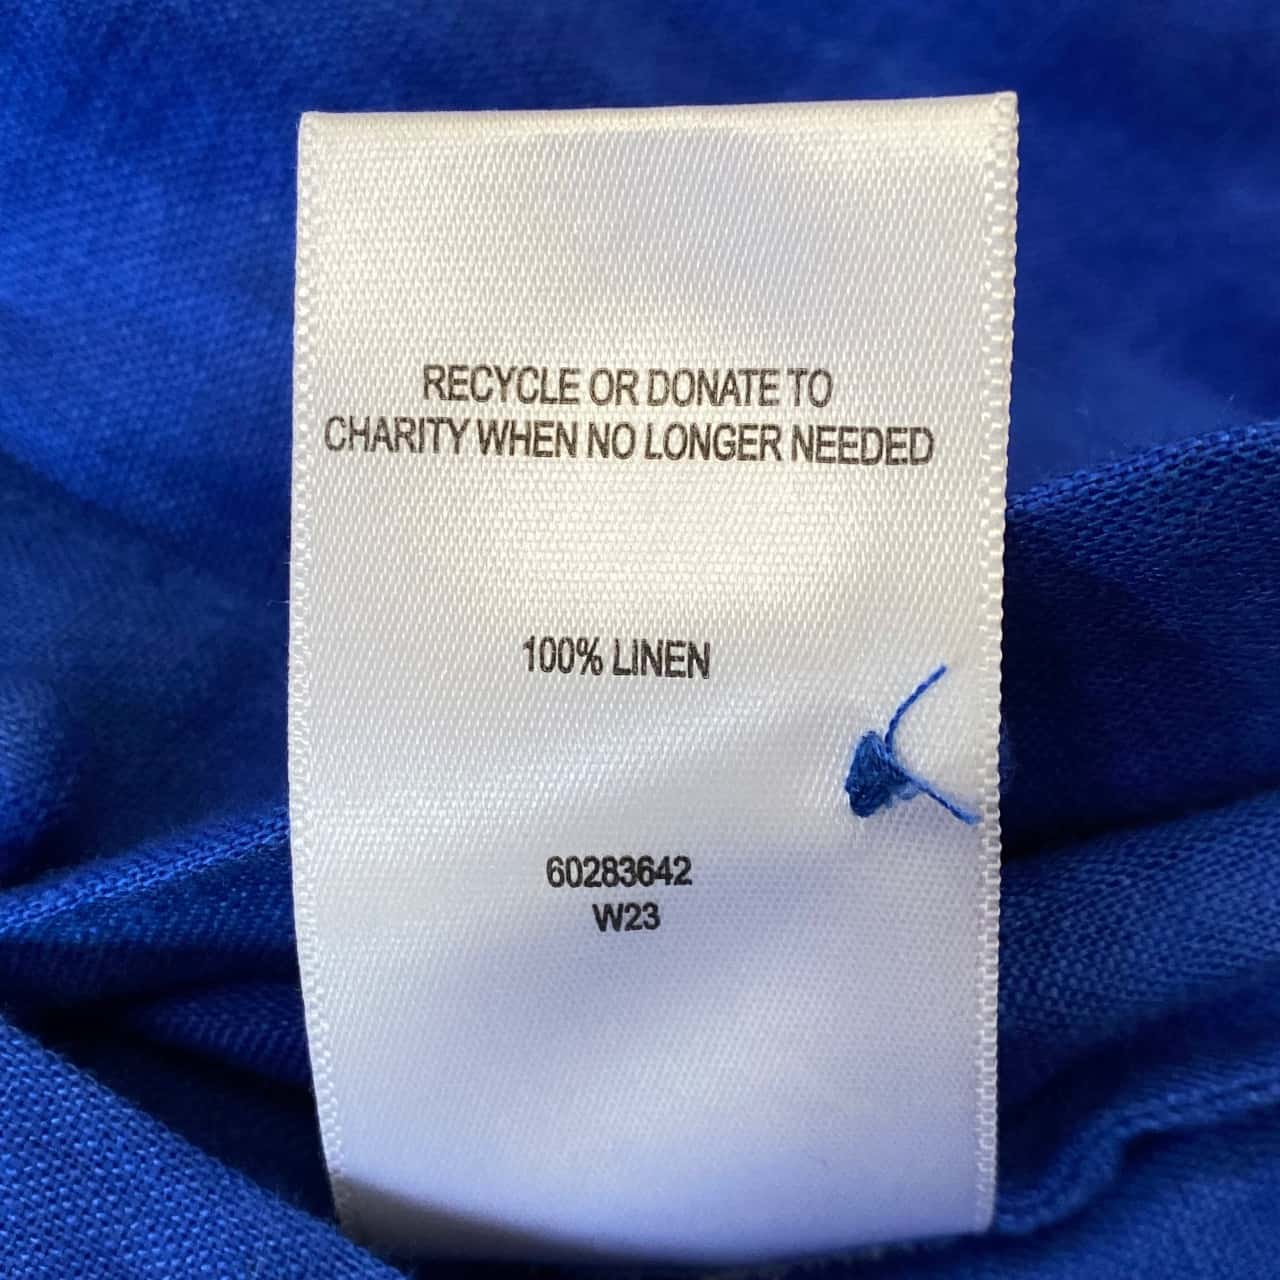 RECYCLE OR DONATE TO
CHARITY WHEN NO LONGER NEEDED
100% LINEN
60283642
W23